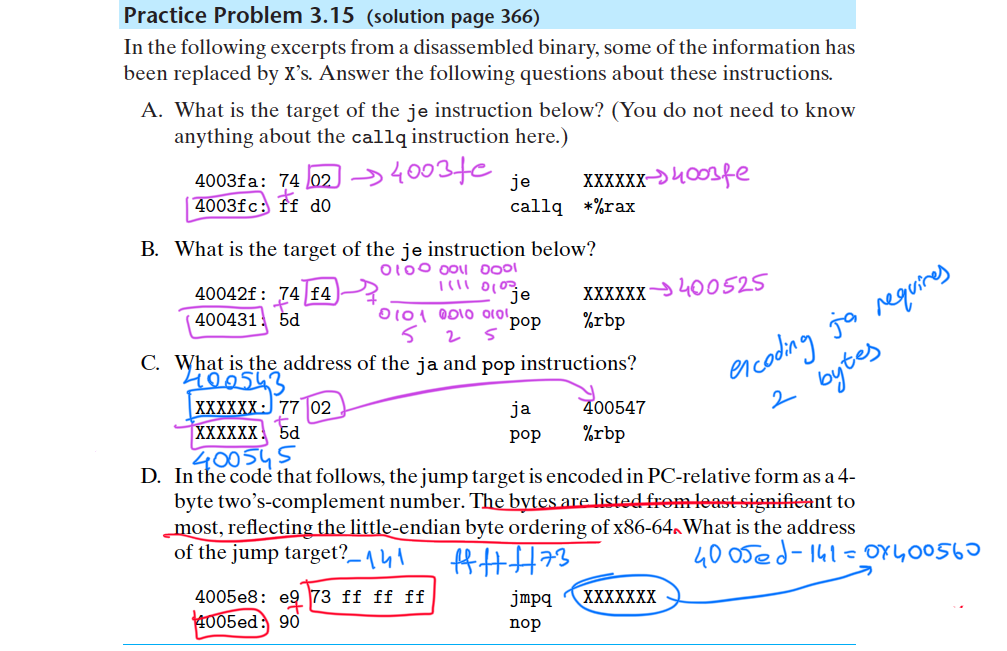 Practice Problem 3.15 (solution page 366)
In the following excerpts from a disassembled binary, some of the information has
been replaced by X's. Answer the following questions about these instructions.
A. What is the target of the je instruction below? (You do not need to know
anything about the callq instruction here.)
4003fa: 74 02 → 4003fe je XXXXXX → 4003fe
4003fc: + ff d0 callq *%rax
B. What is the target of the je instruction below?
0100 0011 0001
40042f: 74 f4 → + 1111 0100 je XXXXXX → 400525
400431: + 5d 0101 0010 0101 pop %rbp
5 2 5
encoding ja requires
2 bytes
C. What is the address of the ja and pop instructions?
400543
XXXXXX: 77 02 ja 400547
XXXXXX: + 5d pop %rbp
400545
D. In the code that follows, the jump target is encoded in PC-relative form as a 4-
byte two's-complement number. The bytes are listed from least significant to
most, reflecting the little-endian byte ordering of x86-64. What is the address
of the jump target? -141 ffffff73 4005ed-141 = 0x400560
4005e8: e9 73 ff ff ff jmpq XXXXXXX
4005ed: + 90 nop